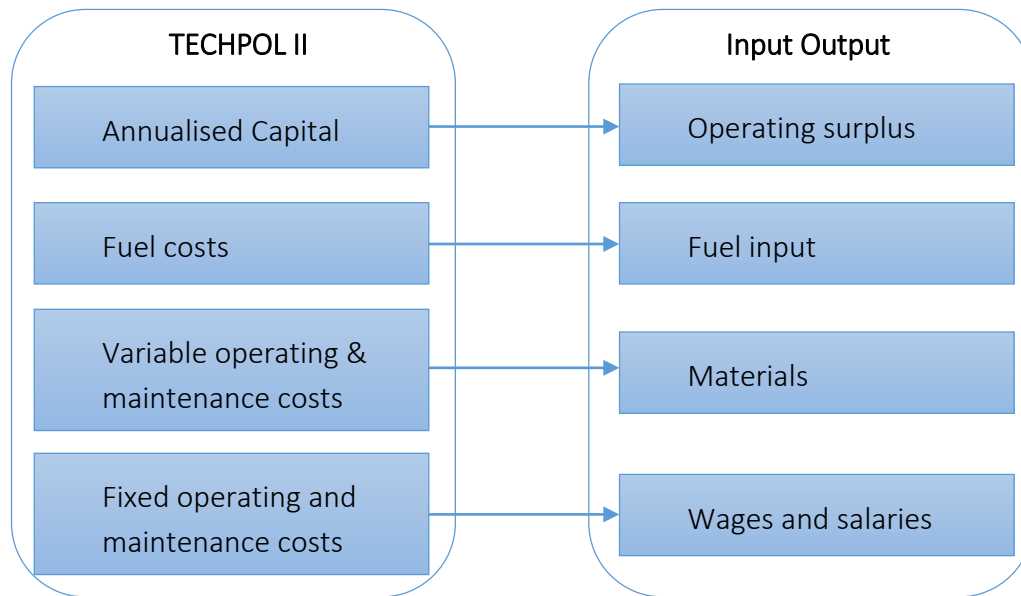 TECHPOL II
Annualised Capital
Fuel costs
Variable operating &
maintenance costs
Fixed operating and
maintenance costs
Input Output
Operating surplus
Fuel input
Materials
Wages and salaries